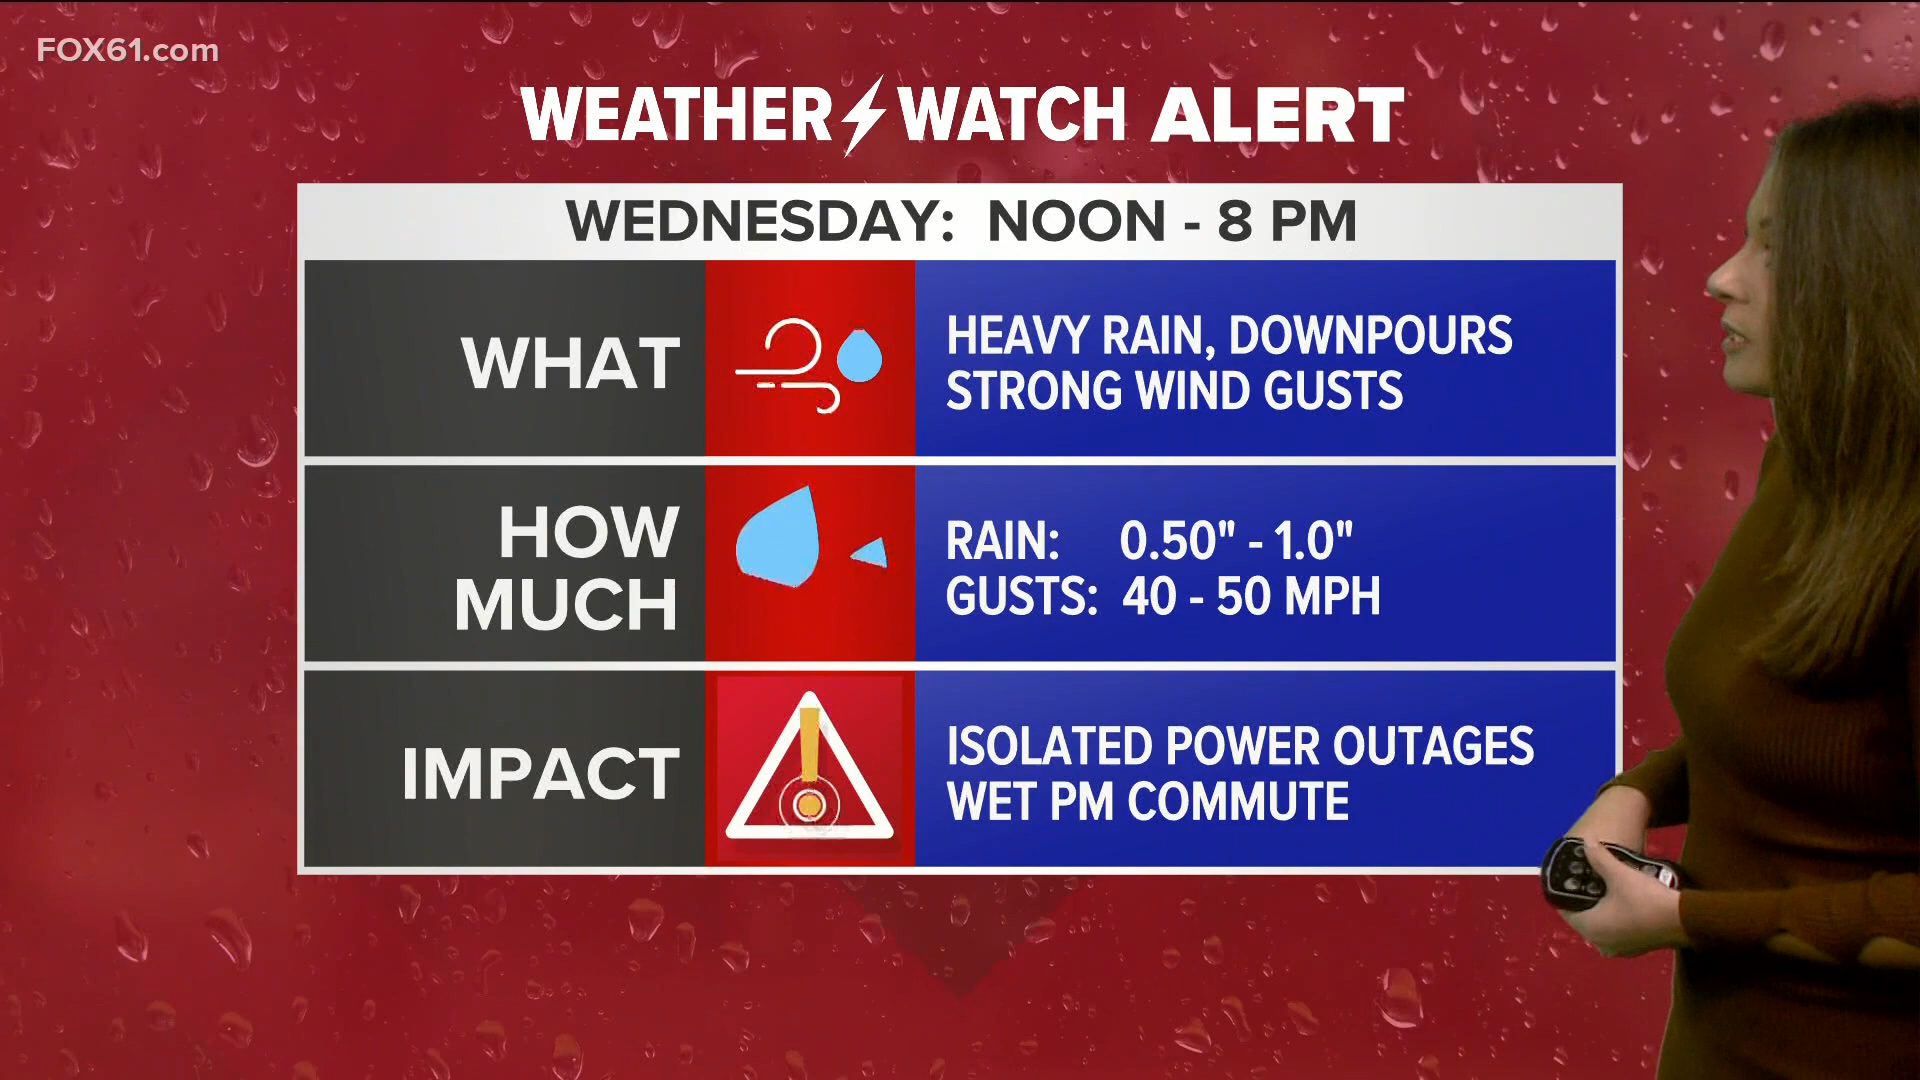 FOX61.com
WEATHER WATCH ALERT
WEDNESDAY: NOON - 8 PM
WHAT
HEAVY RAIN, DOWNPOURS
STRONG WIND GUSTS
HOW
MUCH
RAIN: 0.50" - 1.0"
GUSTS: 40 - 50 MPH
IMPACT
ISOLATED POWER OUTAGES
WET PM COMMUTE